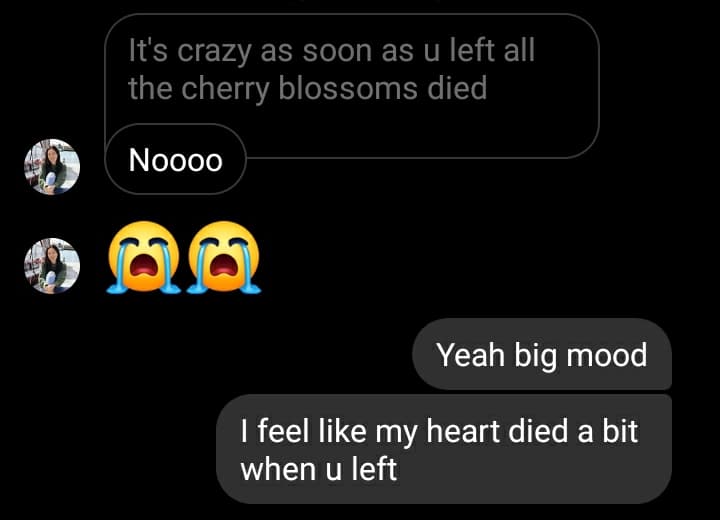 It's crazy as soon as u left all
the cherry blossoms died
Noooo
😭😭
Yeah big mood
I feel like my heart died a bit
when u left